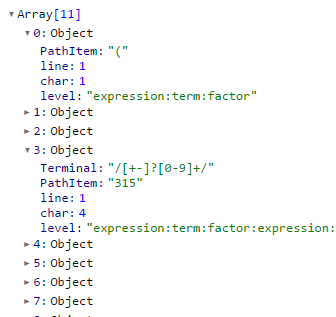 ▼ Array[11]
▼ 0: Object
PathItem: "("
line: 1
char: 1
level: "expression:term:factor"
▶ 1: Object
▶ 2: Object
▼ 3: Object
Terminal: "/[+-]?[0-9]+/"
PathItem: "315"
line: 1
char: 4
level: "expression:term:factor:expression:
▶ 4: Object
▶ 5: Object
▶ 6: Object
▶ 7: Object